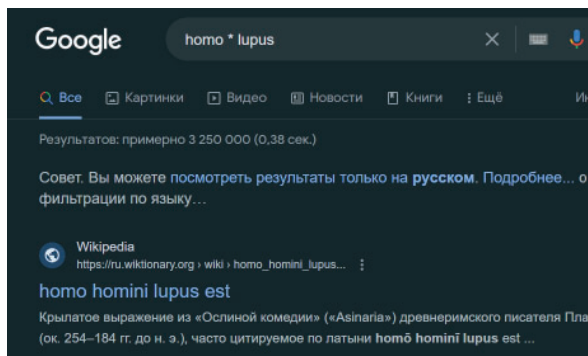 Google
homo * lupus
Все Картинки Видео Новости Книги Ещё
Результатов: примерно 3 250 000 (0,38 сек.)
Совет. Вы можете посмотреть результаты только на русском. Подробнее... о
фильтрации по языку…
Wikipedia
https://ru.wiktionary.org › wiki › homo_homini_lupus...
homo homini lupus est
Крылатое выражение из «Ослиной комедии» («Asinaria») древнеримского писателя Пла
(ок. 254–184 гг. до н. э.), часто цитируемое по латыни homō hominī lupus est ...